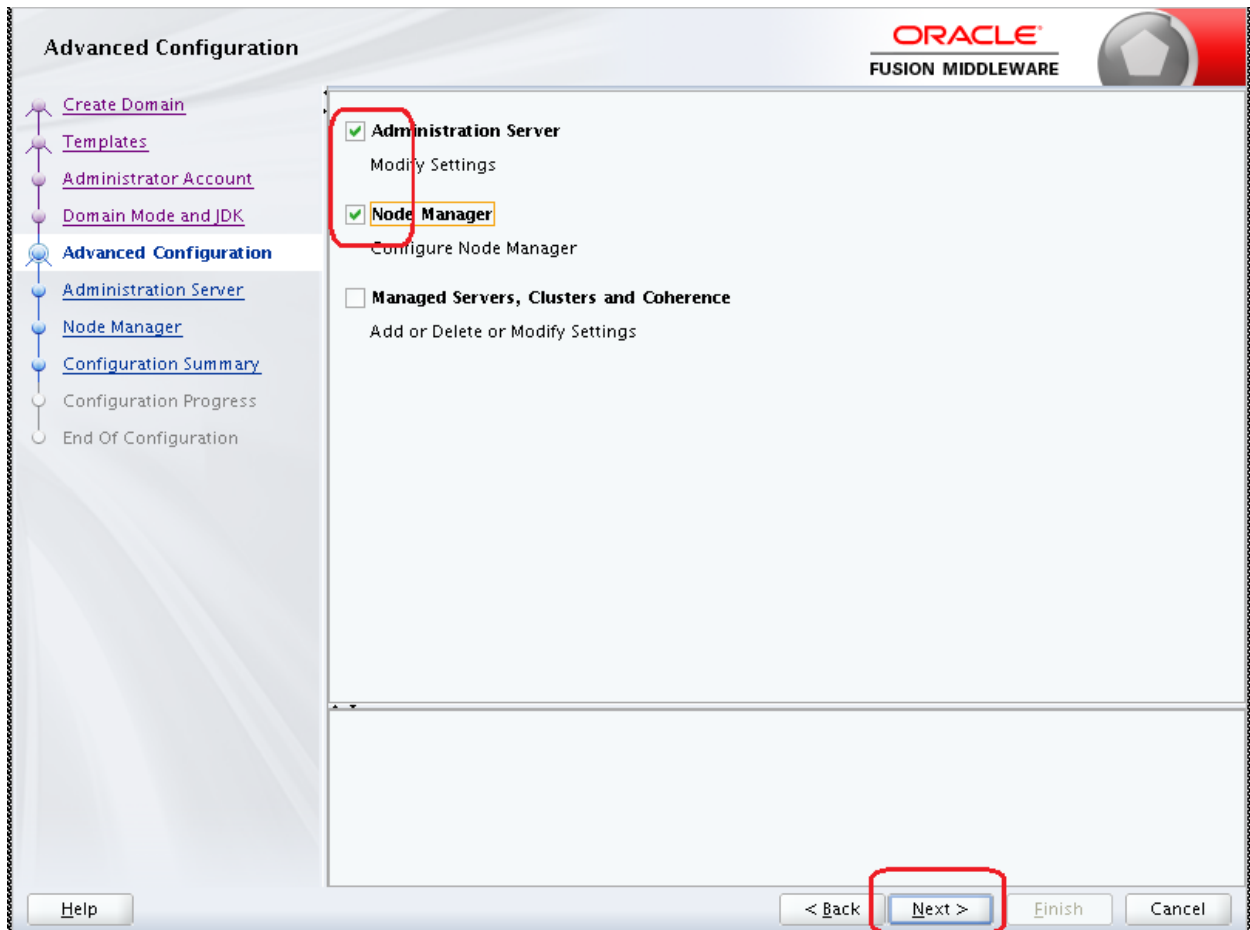 Advanced Configuration
ORACLE
FUSION MIDDLEWARE
Create Domain
Templates
Administrator Account
Domain Mode and JDK
Advanced Configuration
Administration Server
Node Manager
Configuration Summary
Configuration Progress
End Of Configuration
Administration Server
Modify Settings
Node Manager
Configure Node Manager
Managed Servers, Clusters and Coherence
Add or Delete or Modify Settings
Help
< Back
Next >
Finish
Cancel